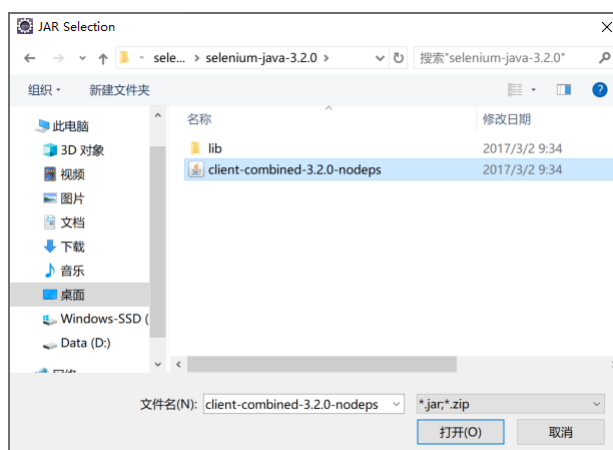 JAR Selection
sele... selenium-java-3.2.0 搜索"selenium-java-3.2.0"
组织 新建文件夹
此电脑
3D 对象
视频
图片
文档
下载
音乐
桌面
Windows-SSD (
Data (D:)
名称 修改日期
lib 2017/3/2 9:34
client-combined-3.2.0-nodeps 2017/3/2 9:34
文件名(N): client-combined-3.2.0-nodeps *.jar;*.zip
打开(O) 取消